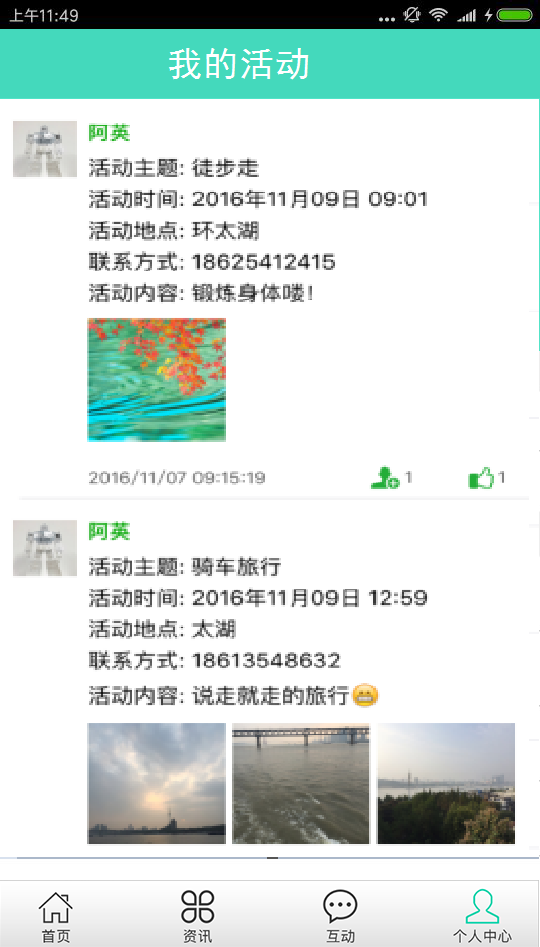 上午11:49
我的活动
阿英
活动主题: 徒步走
活动时间: 2016年11月09日 09:01
活动地点: 环太湖
联系方式: 18625412415
活动内容: 锻炼身体喽!
2016/11/07 09:15:19 1 1
阿英
活动主题: 骑车旅行
活动时间: 2016年11月09日 12:59
活动地点: 太湖
联系方式: 18613548632
活动内容: 说走就走的旅行😬
首页 资讯 互动 个人中心